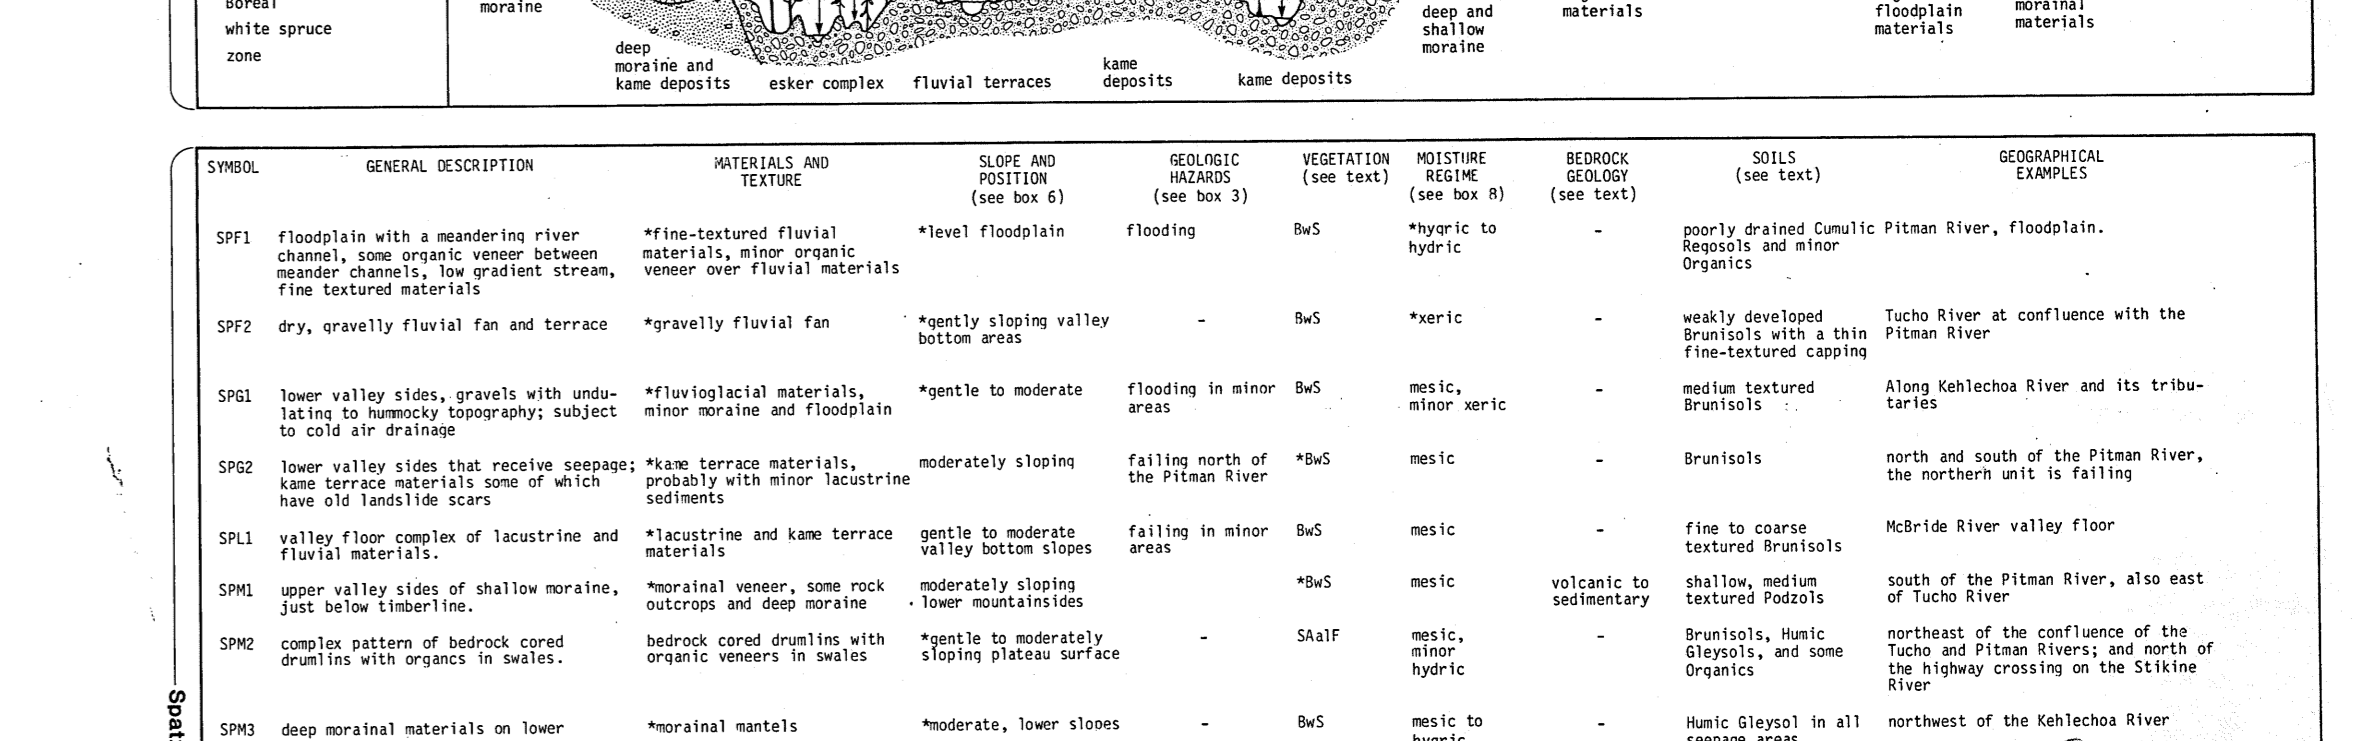 Boreal
white spruce
zone
moraine
deep
moraine and
kame deposits
esker complex
fluvial terraces
kame
deposits
kame deposits
deep and
shallow
moraine
materials
floodplain
materials
morainal
materials
SYMBOL
GENERAL DESCRIPTION
MATERIALS AND
TEXTURE
SLOPE AND
POSITION
(see box 6)
GEOLOGIC
HAZARDS
(see box 3)
VEGETATION
(see text)
MOISTURE
REGIME
(see box 8)
BEDROCK
GEOLOGY
(see text)
SOILS
(see text)
GEOGRAPHICAL
EXAMPLES
SPF1
floodplain with a meandering river
channel, some organic veneer between
meander channels, low gradient stream,
fine textured materials
*fine-textured fluvial
materials, minor organic
veneer over fluvial materials
*level floodplain
flooding
BwS
*hygric to
hydric
-
poorly drained Cumulic
Regosols and minor
Organics
Pitman River, floodplain.
SPF2
dry, gravelly fluvial fan and terrace
*gravelly fluvial fan
*gently sloping valley
bottom areas
-
BwS
*xeric
-
weakly developed
Brunisols with a thin
fine-textured capping
Tucho River at confluence with the
Pitman River
SPG1
lower valley sides, gravels with undu-
lating to hummocky topography; subject
to cold air drainage
*fluvioglacial materials,
minor moraine and floodplain
*gentle to moderate
flooding in minor
areas
BwS
mesic,
minor xeric
-
medium textured
Brunisols
Along Kehlechoa River and its tribu-
taries
SPG2
lower valley sides that receive seepage;
kame terrace materials some of which
have old landslide scars
*kame terrace materials,
probably with minor lacustrine
sediments
moderately sloping
failing north of
the Pitman River
*BwS
mesic
-
Brunisols
north and south of the Pitman River,
the northern unit is failing
SPL1
valley floor complex of lacustrine and
fluvial materials.
*lacustrine and kame terrace
materials
gentle to moderate
valley bottom slopes
failing in minor
areas
BwS
mesic
-
fine to coarse
textured Brunisols
McBride River valley floor
SPM1
upper valley sides of shallow moraine,
just below timberline.
*morainal veneer, some rock
outcrops and deep moraine
moderately sloping
lower mountainsides
*BwS
mesic
volcanic to
sedimentary
shallow, medium
textured Podzols
south of the Pitman River, also east
of Tucho River
SPM2
complex pattern of bedrock cored
drumlins with organcs in swales.
bedrock cored drumlins with
organic veneers in swales
*gentle to moderately
sloping plateau surface
-
SAalF
mesic,
minor
hydric
-
Brunisols, Humic
Gleysols, and some
Organics
northeast of the confluence of the
Tucho and Pitman Rivers; and north of
the highway crossing on the Stikine
River
SPM3
deep morainal materials on lower
*morainal mantels
*moderate, lower slopes
-
BwS
mesic to
hygric
-
Humic Gleysol in all
seepage areas
northwest of the Kehlechoa River